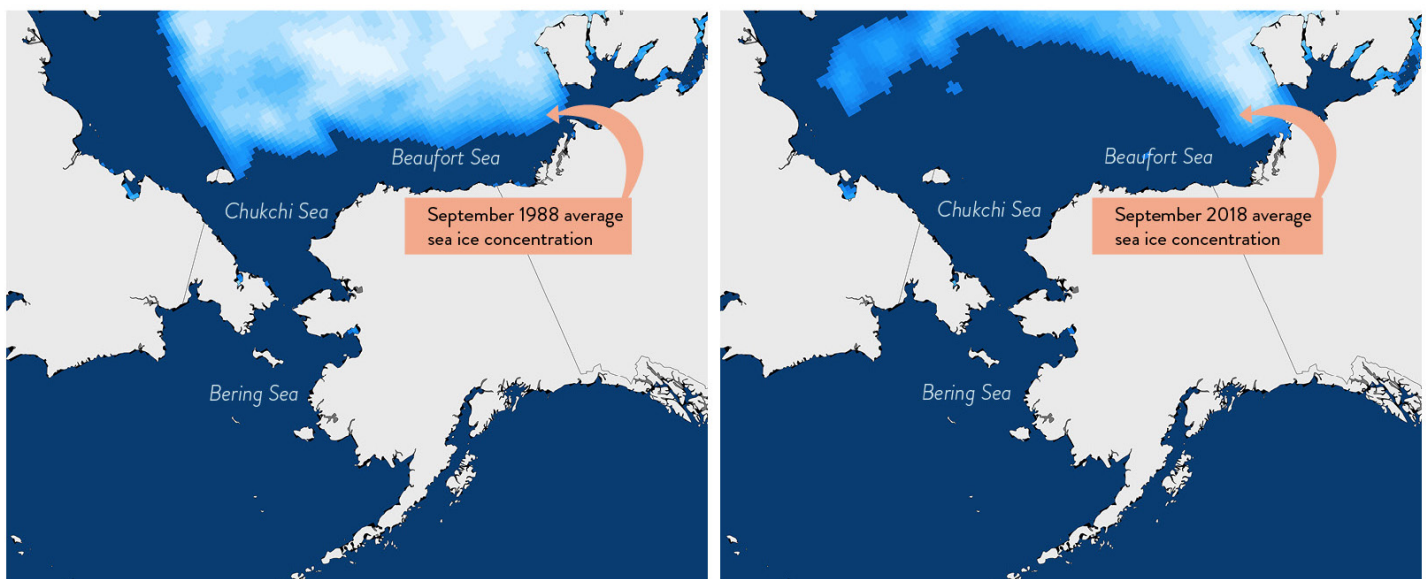 Beaufort Sea
Chukchi Sea
September 1988 average
sea ice concentration
Bering Sea
Beaufort Sea
Chukchi Sea
September 2018 average
sea ice concentration
Bering Sea